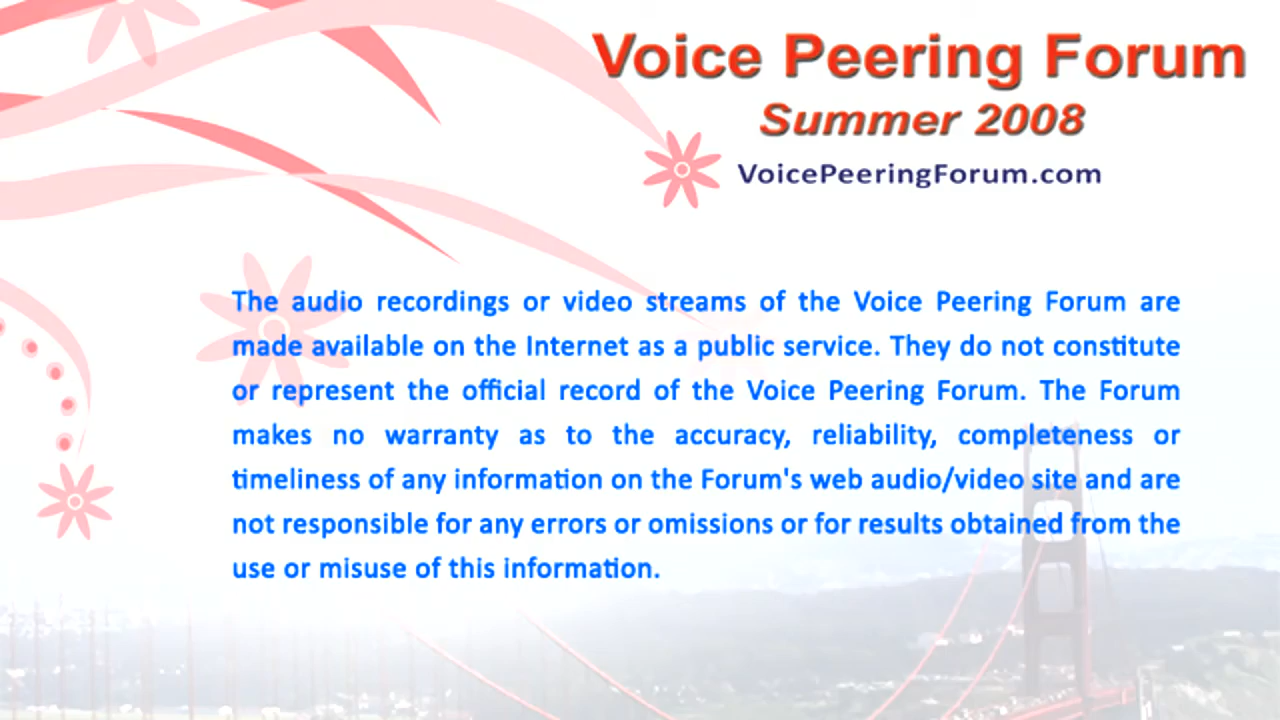 Voice Peering Forum
Summer 2008
VoicePeeringForum.com
The audio recordings or video streams of the Voice Peering Forum are
made available on the Internet as a public service. They do not constitute
or represent the official record of the Voice Peering Forum. The Forum
makes no warranty as to the accuracy, reliability, completeness or
timeliness of any information on the Forum's web audio/video site and are
not responsible for any errors or omissions or for results obtained from the
use or misuse of this information.